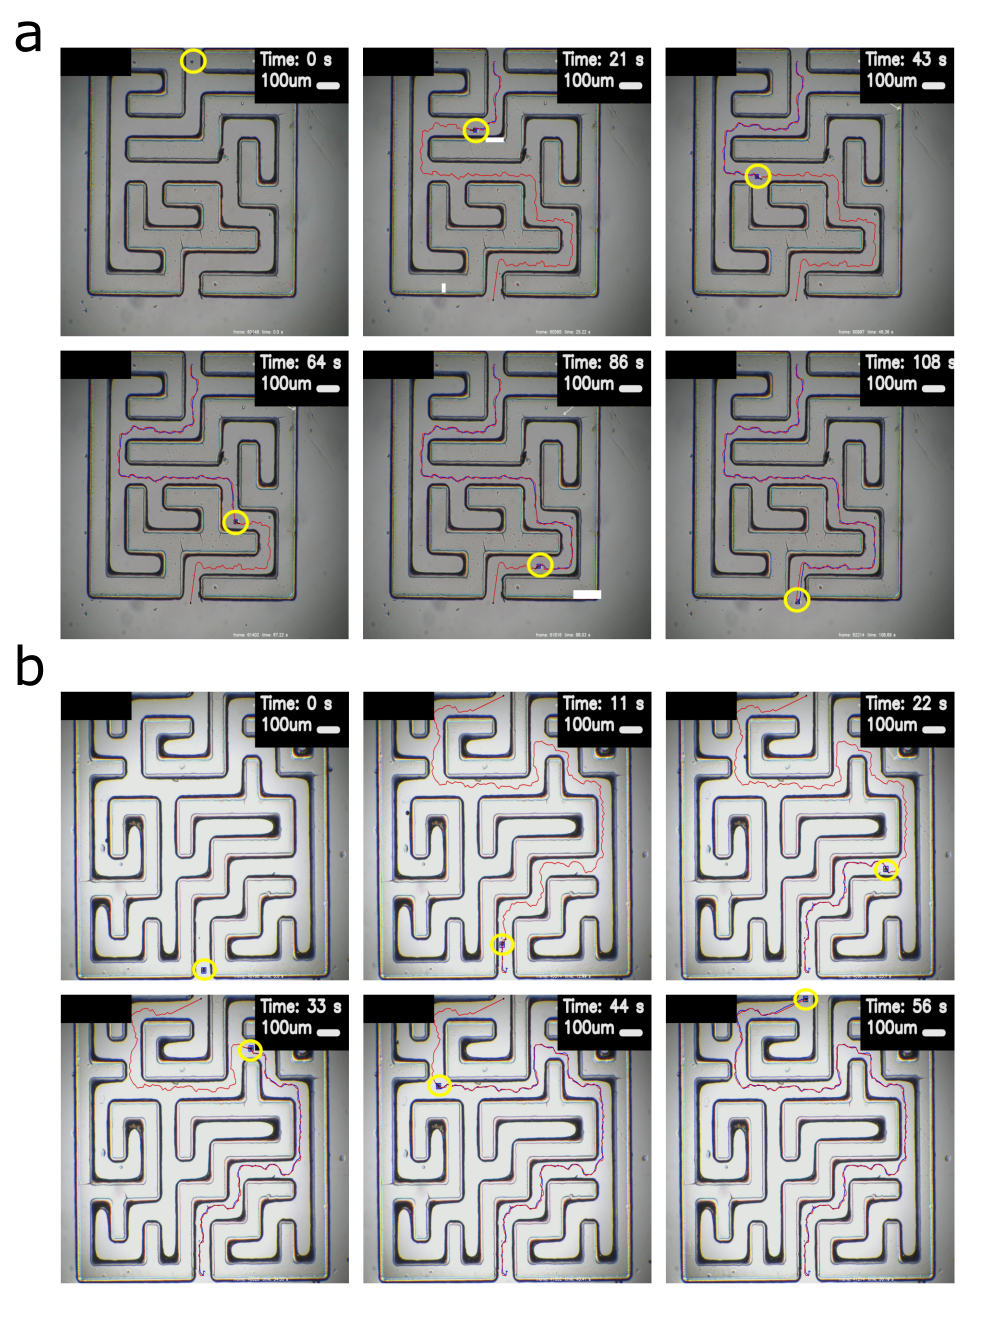 a
Time: 0 s
100um
Time: 21 s
100um
Time: 43 s
100um
Time: 64 s
100um
Time: 86 s
100um
Time: 108 s
100um
b
Time: 0 s
100um
Time: 11 s
100um
Time: 22 s
100um
Time: 33 s
100um
Time: 44 s
100um
Time: 56 s
100um